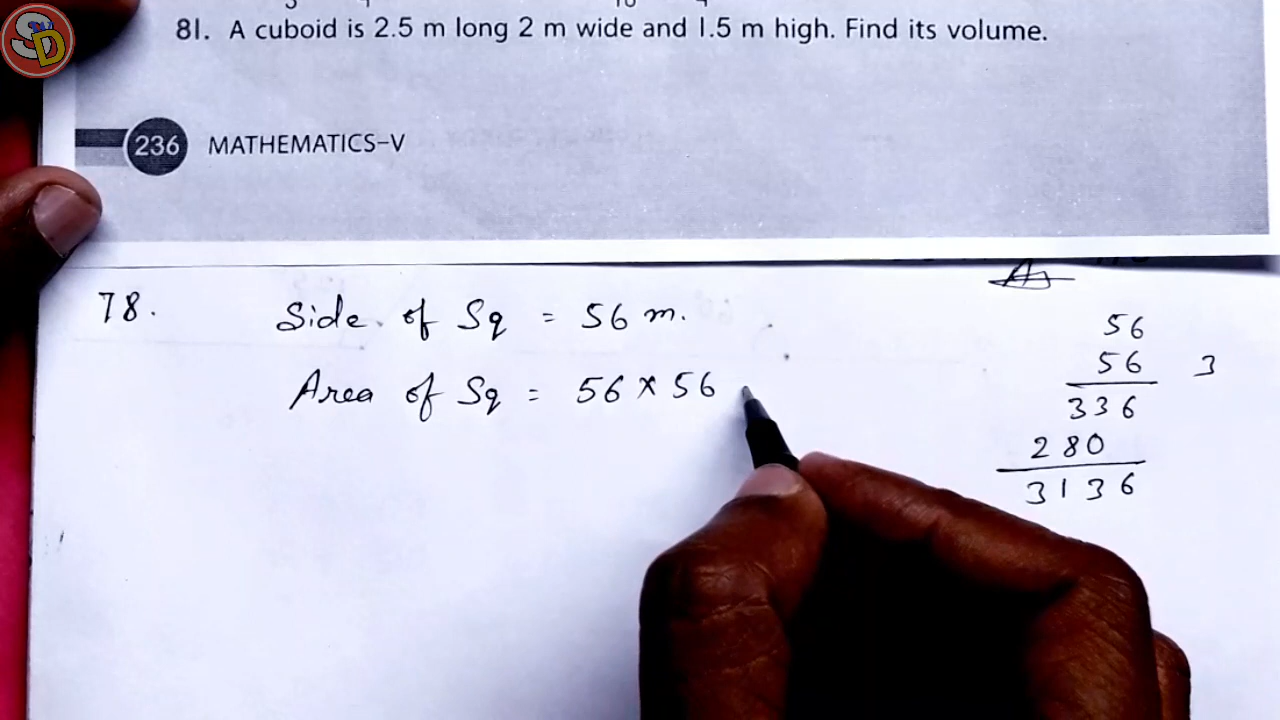 81. A cuboid is 2.5 m long 2 m wide and 1.5 m high. Find its volume.
236 MATHEMATICS–V
78. Side of Sq = 56 m.
Area of Sq = 56 × 56
56
56 3
336
280
3136
SD